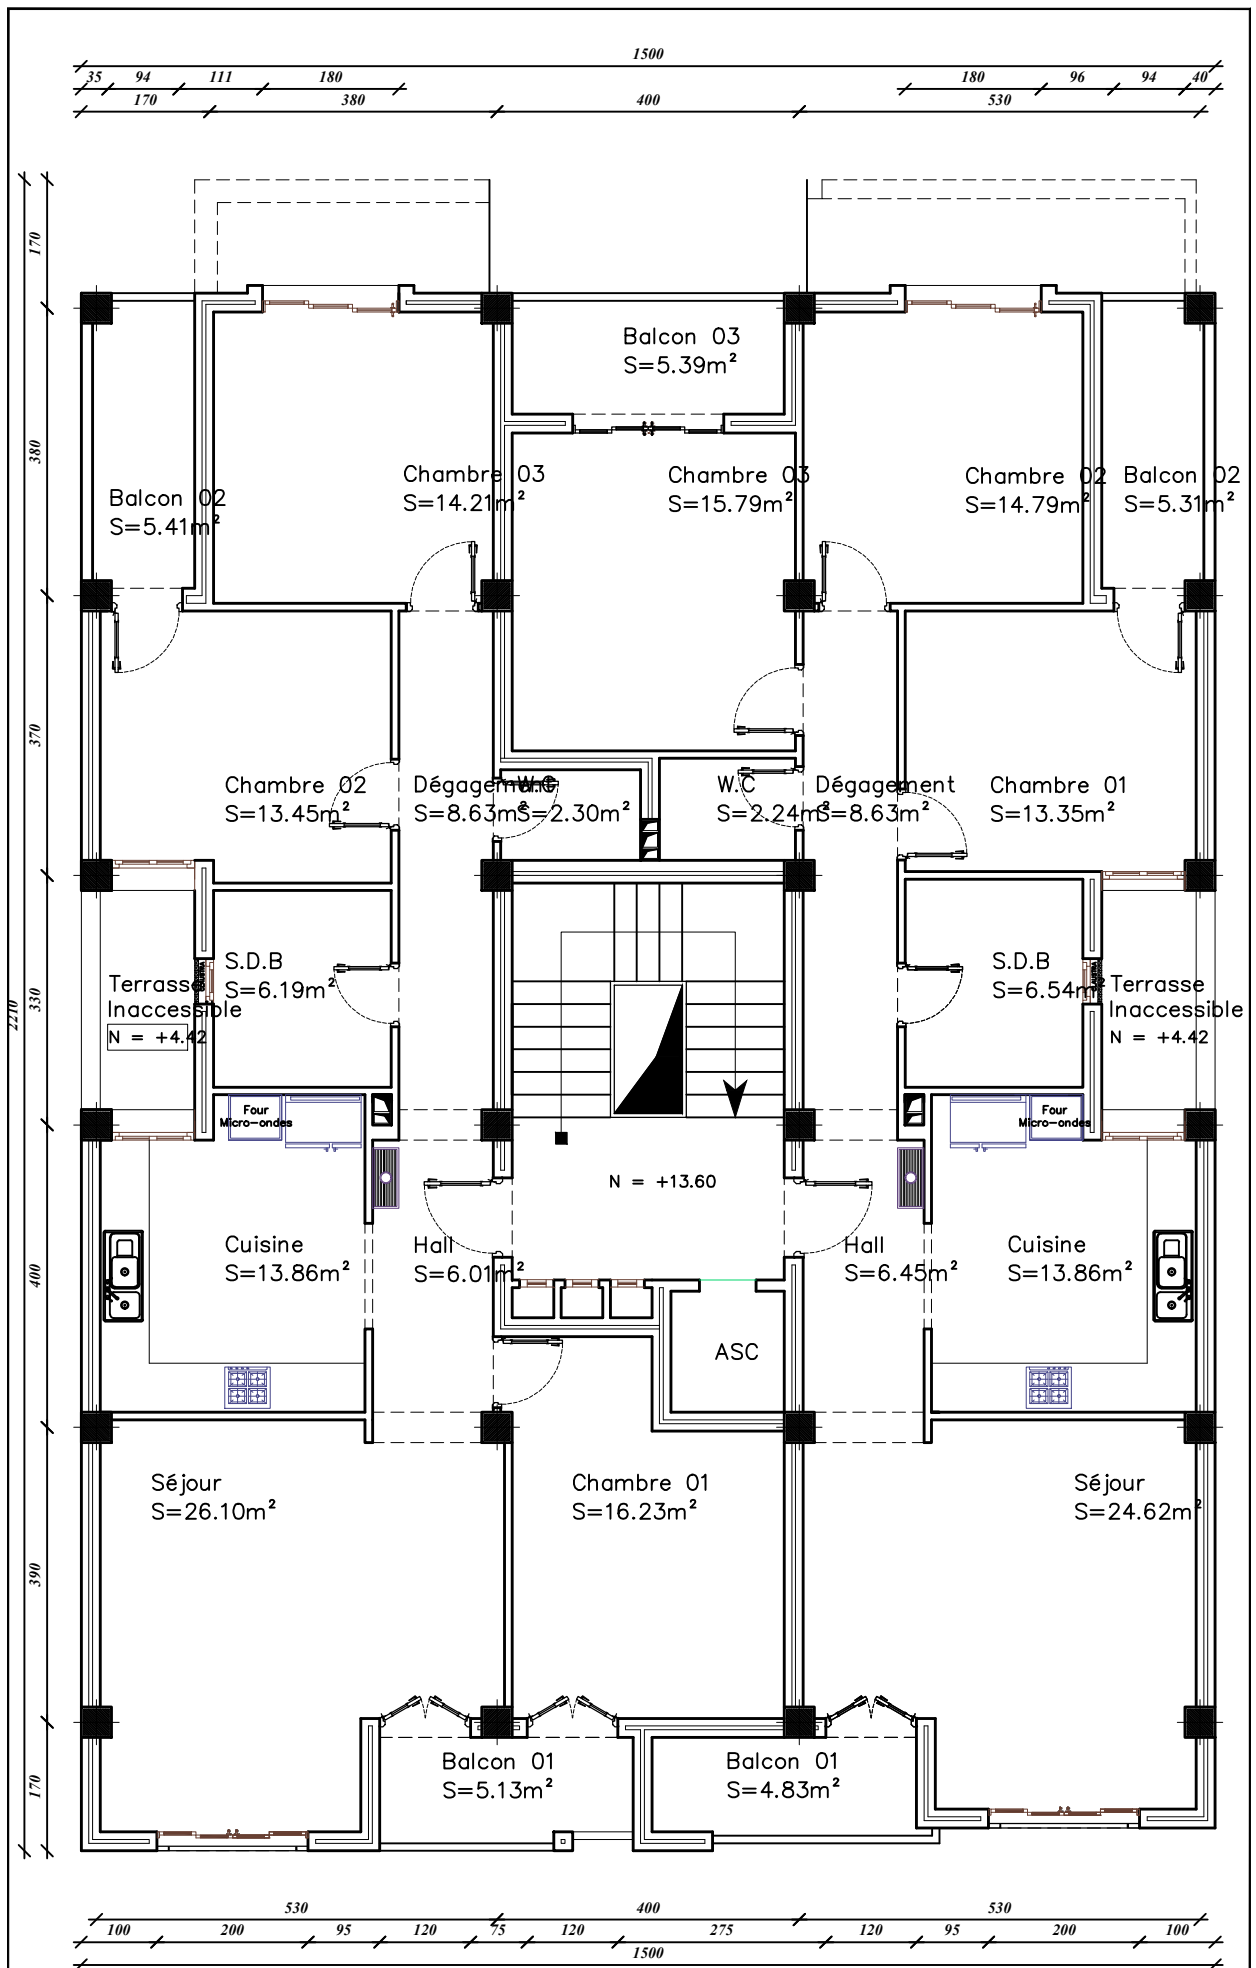 1500
35 94 111 180 180 96 94 40
170 380 400 530
170
380
370
330
2210
400
390
170
Balcon 03
S=5.39m²
Chambre 03
S=14.21m²
Chambre 03
S=15.79m²
Chambre 02
S=14.79m²
Balcon 02
S=5.31m²
Balcon 02
S=5.41m²
Chambre 02
S=13.45m²
Dégagement
S=8.63m²
W.C
S=2.30m²
W.C
S=2.24m²
Dégagement
S=8.63m²
Chambre 01
S=13.35m²
S.D.B
S=6.19m²
S.D.B
S=6.54m²
Terrasse
Inaccessible
N = +4.42
Terrasse
Inaccessible
N = +4.42
Four
Micro-ondes
Four
Micro-ondes
N = +13.60
Cuisine
S=13.86m²
Hall
S=6.01m²
Hall
S=6.45m²
Cuisine
S=13.86m²
ASC
Séjour
S=26.10m²
Chambre 01
S=16.23m²
Séjour
S=24.62m²
Balcon 01
S=5.13m²
Balcon 01
S=4.83m²
530 400 530
100 200 95 120 75 120 275 120 95 200 100
1500